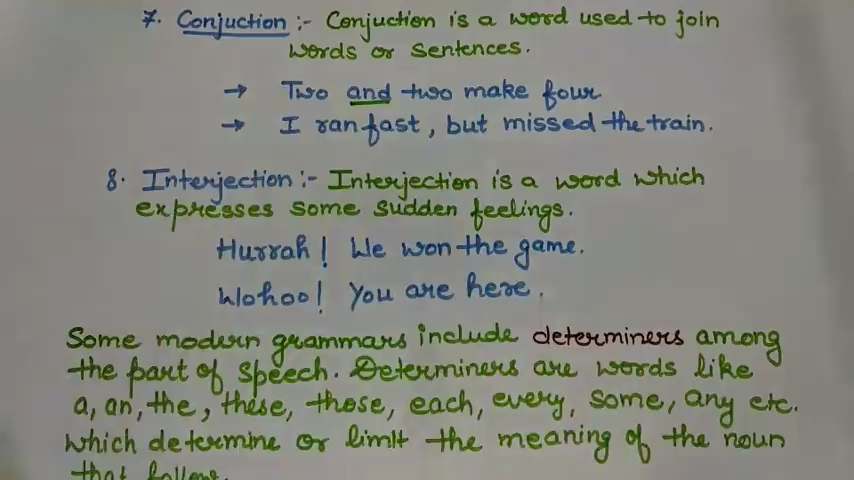 7. Conjuction :- Conjuction is a word used to join
words or sentences.
→ Two and two make four.
→ I ran fast, but missed the train.
8. Interjection :- Interjection is a word which
expresses some sudden feelings.
Hurrah! We won the game.
Wohoo! You are here.
Some modern grammars include determiners among
the part of speech. Determiners are words like
a, an, the, these, those, each, every, some, any etc.
which determine or limit the meaning of the noun
that follow.